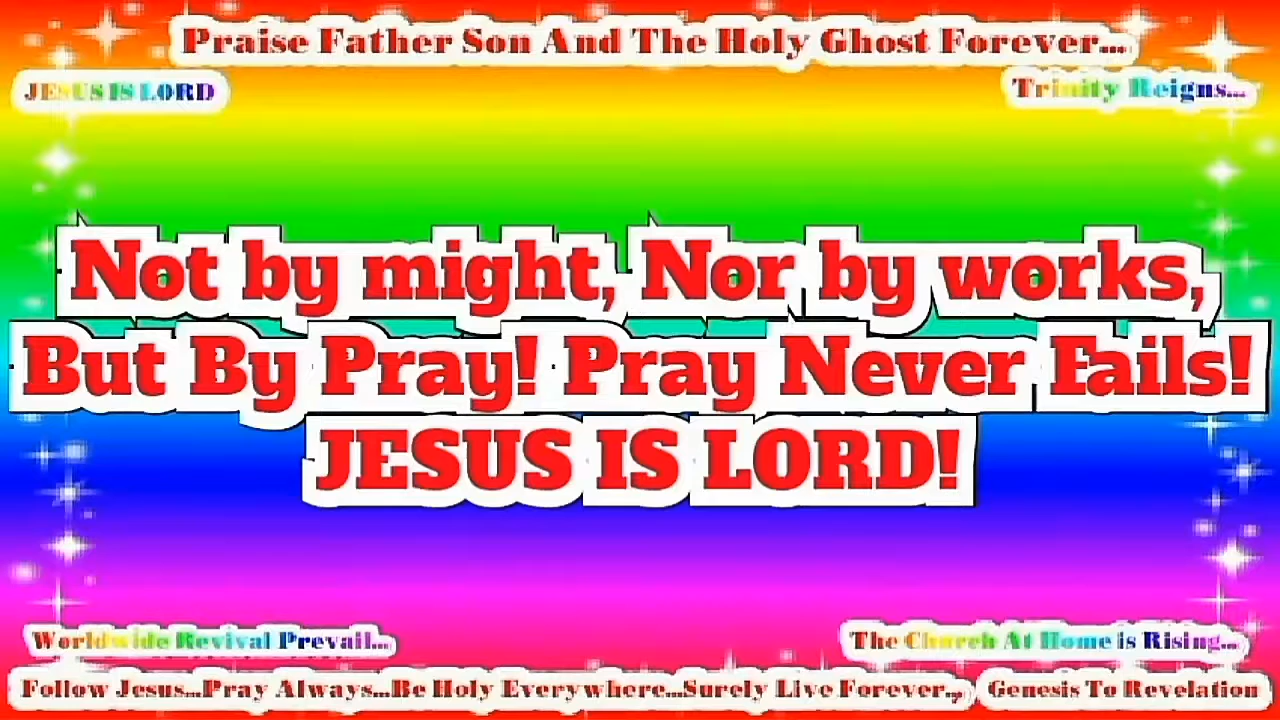 Praise Father Son And The Holy Ghost Forever...
JESUS IS LORD
Trinity Reigns...
Not by might, Nor by works,
But By Pray! Pray Never Fails!
JESUS IS LORD!
Worldwide Revival Prevail...
The Church At Home is Rising...
Follow Jesus...Pray Always...Be Holy Everywhere...Surely Live Forever..,
Genesis To Revelation